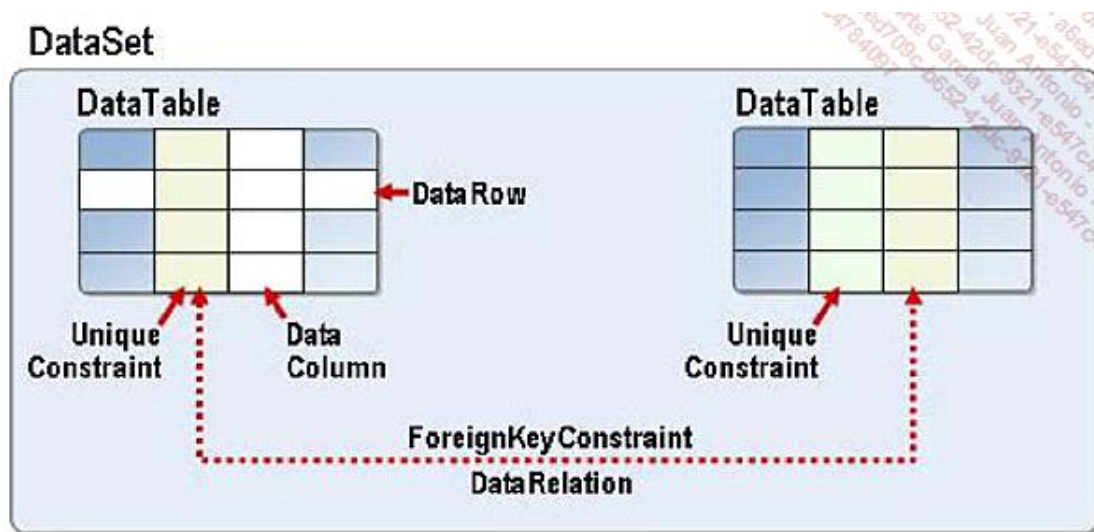 DataSet
DataTable
DataRow
Unique
Constraint
Data
Column
DataTable
Unique
Constraint
ForeignKeyConstraint
DataRelation